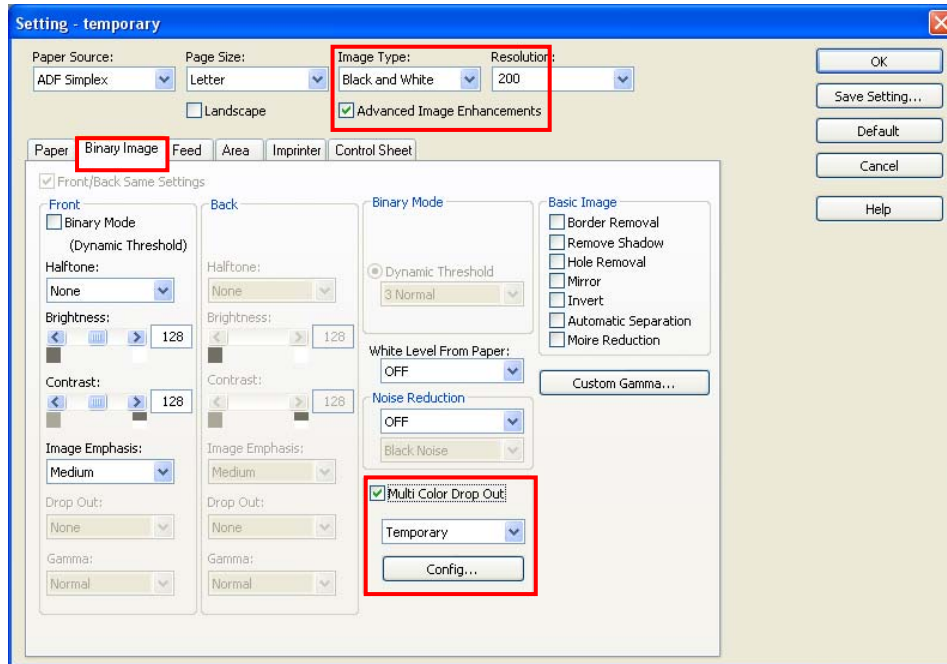 Setting - temporary
Paper Source: Page Size: Image Type: Resolution:
ADF Simplex Letter Black and White 200
Landscape Advanced Image Enhancements
OK
Save Setting...
Default
Cancel
Help
Paper Binary Image Feed Area Imprinter Control Sheet
Front/Back Same Settings
Front
Binary Mode
(Dynamic Threshold)
Halftone:
None
Brightness:
128
Contrast:
128
Image Emphasis:
Medium
Drop Out:
None
Gamma:
Normal
Back
Halftone:
None
Brightness:
128
Contrast:
128
Image Emphasis:
Medium
Drop Out:
None
Gamma:
Normal
Binary Mode
Dynamic Threshold
3 Normal
White Level From Paper:
OFF
Noise Reduction
OFF
Black Noise
Multi Color Drop Out
Temporary
Config...
Basic Image
Border Removal
Remove Shadow
Hole Removal
Mirror
Invert
Automatic Separation
Moire Reduction
Custom Gamma...